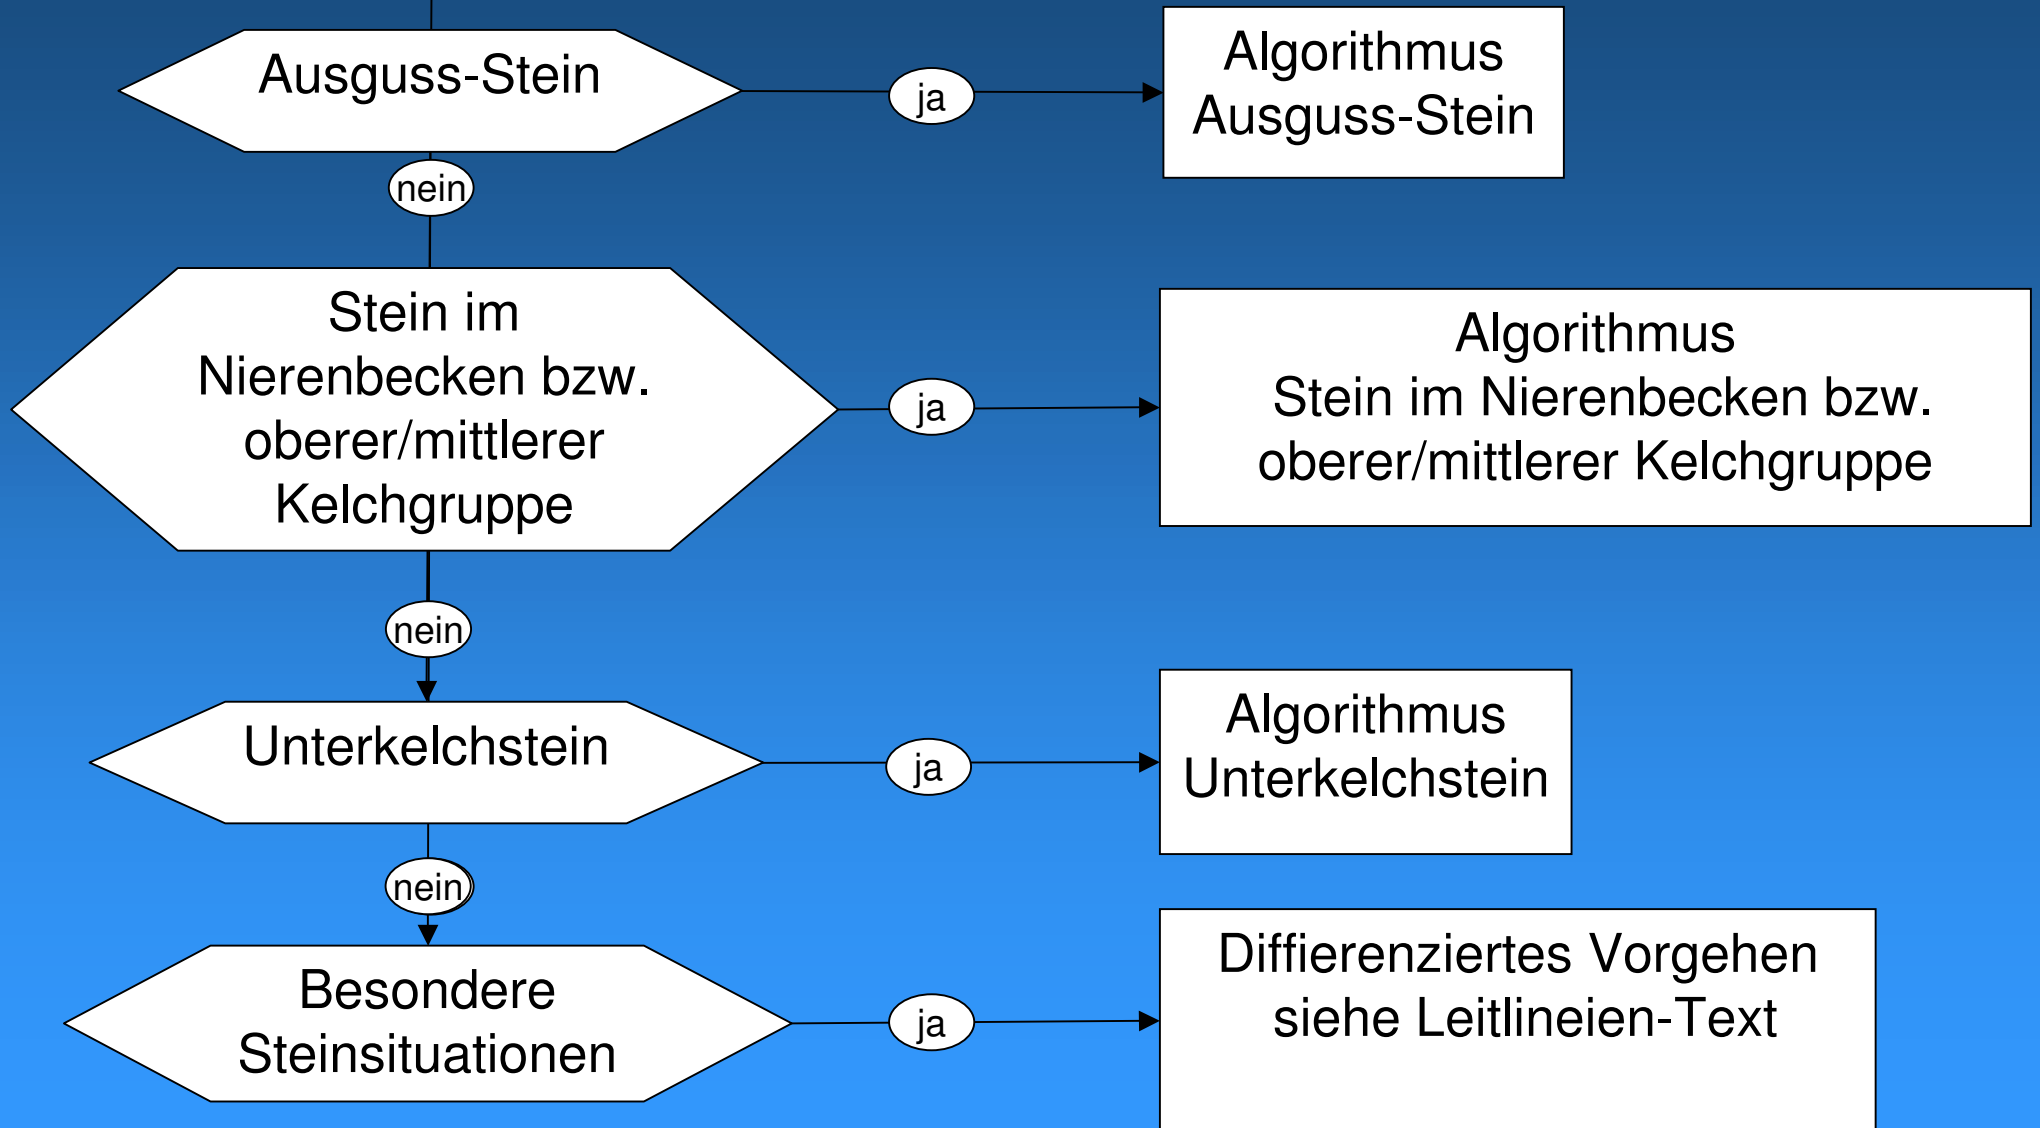 Ausguss-Stein
ja
Algorithmus
Ausguss-Stein
nein
Stein im
Nierenbecken bzw.
oberer/mittlerer
Kelchgruppe
ja
Algorithmus
Stein im Nierenbecken bzw.
oberer/mittlerer Kelchgruppe
nein
Unterkelchstein
ja
Algorithmus
Unterkelchstein
nein
Besondere
Steinsituationen
ja
Diffierenziertes Vorgehen
siehe Leitlineien-Text